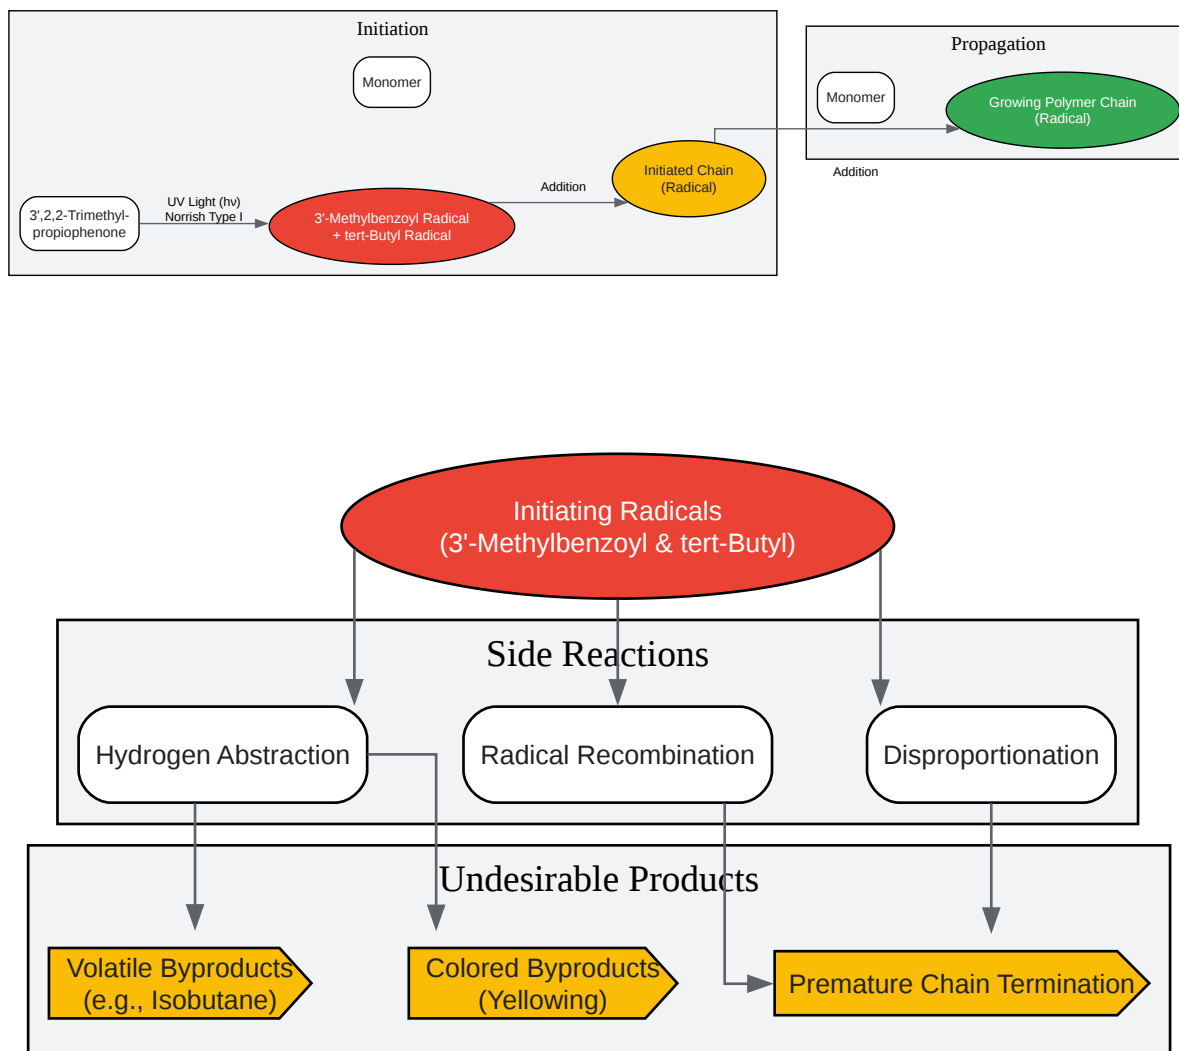 Initiation
Monomer
3',2,2-Trimethyl-
propiophenone
UV Light (hν)
Norrish Type I
3'-Methylbenzoyl Radical
+ tert-Butyl Radical
Addition
Initiated Chain
(Radical)
Propagation
Monomer
Growing Polymer Chain
(Radical)
Addition
Initiating Radicals
(3'-Methylbenzoyl & tert-Butyl)
Side Reactions
Hydrogen Abstraction
Radical Recombination
Disproportionation
Undesirable Products
Volatile Byproducts
(e.g., Isobutane)
Colored Byproducts
(Yellowing)
Premature Chain Termination